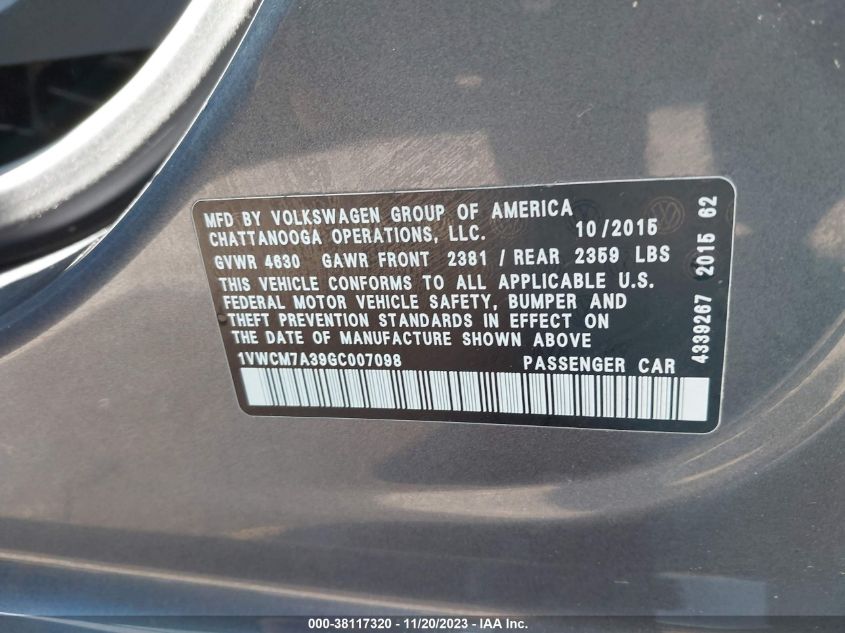 MFD BY VOLKSWAGEN GROUP OF AMERICA
CHATTANOOGA OPERATIONS, LLC. 10/2015
GVWR 4630 GAWR FRONT 2381 / REAR 2359 LBS
THIS VEHICLE CONFORMS TO ALL APPLICABLE U.S.
FEDERAL MOTOR VEHICLE SAFETY, BUMPER AND
THEFT PREVENTION STANDARDS IN EFFECT ON
THE DATE OF MANUFACTURE SHOWN ABOVE
1VWCM7A39GC007098 PASSENGER CAR
4339267 2015 62
000-38117320 - 11/20/2023 - IAA Inc.